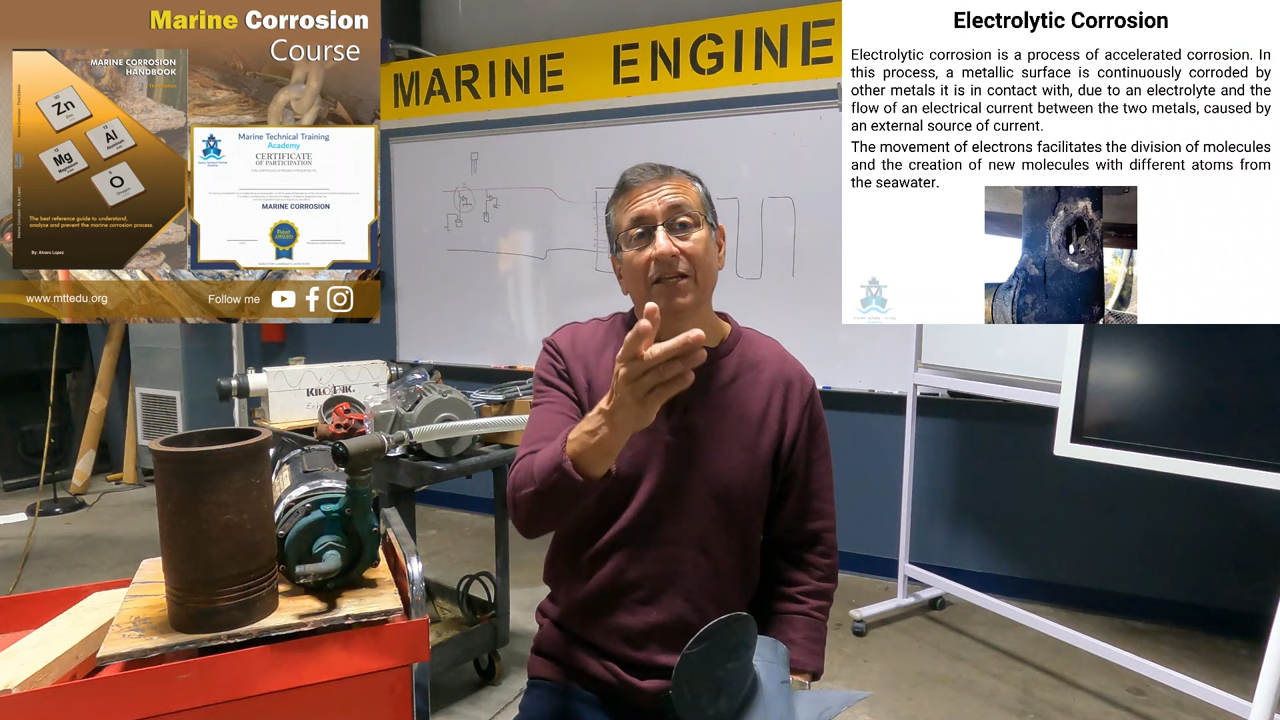 Marine Corrosion
Course
MARINE CORROSION
HANDBOOK
Zn
Al
Mg
O
The best reference guide to understand,
analyze and prevent the marine corrosion process.
By: Alvaro Lopez
Marine Technical Training
Academy
CERTIFICATE
OF PARTICIPATION
MARINE CORROSION
www.mttedu.org
Follow me
MARINE ENGINE
Electrolytic Corrosion
Electrolytic corrosion is a process of accelerated corrosion. In
this process, a metallic surface is continuously corroded by
other metals it is in contact with, due to an electrolyte and the
flow of an electrical current between the two metals, caused by
an external source of current.
The movement of electrons facilitates the division of molecules
and the creation of new molecules with different atoms from
the seawater.